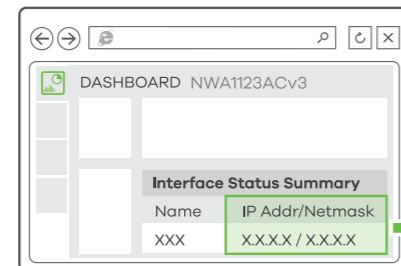 DASHBOARD NWA1123ACv3
Interface Status Summary
Name IP Addr/Netmask
XXX X.X.X.X / X.X.X.X